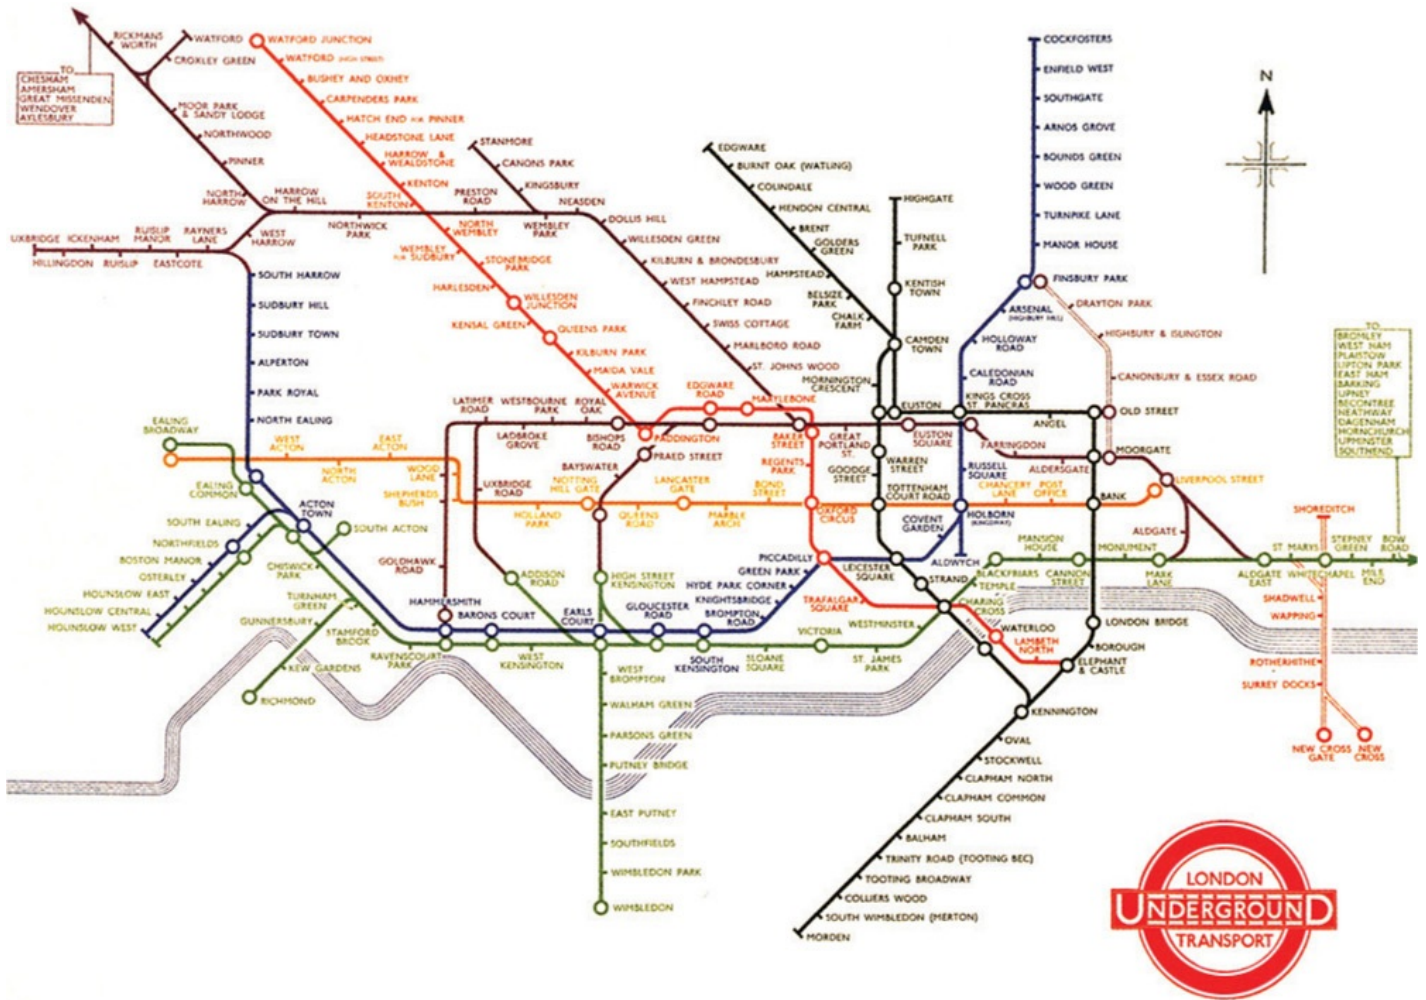 RICKMANS
WORTH
WATFORD
CROXLEY GREEN
TO
CHESHAM
AMERSHAM
GREAT MISSENDEN
WENDOVER
AYLESBURY
MOOR PARK
& SANDY LODGE
NORTHWOOD
PINNER
NORTH
HARROW
HARROW
ON THE HILL
WEST
HARROW
UXBRIDGE
ICKENHAM
RUISLIP
MANOR
RAYNERS
LANE
HILLINGDON
RUISLIP
EASTCOTE
NORTHWICK
PARK
PRESTON
ROAD
STANMORE
CANONS PARK
KINGSBURY
NEASDEN
WEMBLEY
PARK
DOLLIS HILL
WILLESDEN GREEN
KILBURN & BRONDESBURY
WEST HAMPSTEAD
FINCHLEY ROAD
SWISS COTTAGE
MARLBORO ROAD
ST. JOHNS WOOD
WATFORD JUNCTION
WATFORD (HIGH STREET)
BUSHEY AND OXHEY
CARPENDERS PARK
HATCH END FOR PINNER
HEADSTONE LANE
HARROW &
WEALDSTONE
KENTON
SOUTH
KENTON
NORTH
WEMBLEY
WEMBLEY
FOR SUDBURY
STONEBRIDGE
PARK
HARLESDEN
WILLESDEN
JUNCTION
KENSAL GREEN
QUEENS PARK
KILBURN PARK
MAIDA VALE
WARWICK
AVENUE
PADDINGTON
EDGWARE
ROAD
MARYLEBONE
BAKER
STREET
REGENTS
PARK
OXFORD
CIRCUS
PICCADILLY
TRAFALGAR
SQUARE
WATERLOO
LAMBETH
NORTH
ELEPHANT
& CASTLE
EDGWARE
BURNT OAK (WATLING)
COLINDALE
HENDON CENTRAL
BRENT
GOLDERS
GREEN
HAMPSTEAD
BELSIZE
PARK
CHALK
FARM
HIGHGATE
TUFNELL
PARK
KENTISH
TOWN
CAMDEN
TOWN
MORNINGTON
CRESCENT
EUSTON
KINGS CROSS
ST. PANCRAS
ANGEL
OLD STREET
MOORGATE
BANK
WARREN
STREET
GOODGE
STREET
TOTTENHAM
COURT ROAD
LEICESTER
SQUARE
STRAND
CHARING
CROSS
LONDON BRIDGE
BOROUGH
KENNINGTON
OVAL
STOCKWELL
CLAPHAM NORTH
CLAPHAM COMMON
CLAPHAM SOUTH
BALHAM
TRINITY ROAD (TOOTING BEC)
TOOTING BROADWAY
COLLIERS WOOD
SOUTH WIMBLEDON (MERTON)
MORDEN
COCKFOSTERS
ENFIELD WEST
SOUTHGATE
ARNOS GROVE
BOUNDS GREEN
WOOD GREEN
TURNPIKE LANE
MANOR HOUSE
FINSBURY PARK
ARSENAL
(HIGHBURY HILL)
HOLLOWAY
ROAD
CALEDONIAN
ROAD
RUSSELL
SQUARE
HOLBORN
(KINGSWAY)
COVENT
GARDEN
ALDWYCH
DRAYTON PARK
HIGHBURY & ISLINGTON
CANONBURY & ESSEX ROAD
SOUTH HARROW
SUDBURY HILL
SUDBURY TOWN
ALPERTON
PARK ROYAL
NORTH EALING
EALING
BROADWAY
EALING
COMMON
ACTON
TOWN
SOUTH ACTON
SOUTH EALING
NORTHFIELDS
BOSTON MANOR
OSTERLEY
HOUNSLOW EAST
HOUNSLOW CENTRAL
HOUNSLOW WEST
CHISWICK
PARK
TURNHAM
GREEN
GUNNERSBURY
STAMFORD
BROOK
KEW GARDENS
RICHMOND
RAVENSCOURT
PARK
HAMMERSMITH
BARONS COURT
WEST
KENSINGTON
EARLS
COURT
GLOUCESTER
ROAD
SOUTH
KENSINGTON
BROMPTON
ROAD
KNIGHTSBRIDGE
HYDE PARK CORNER
GREEN PARK
SLOANE
SQUARE
VICTORIA
ST. JAMES
PARK
WESTMINSTER
TEMPLE
BLACKFRIARS
MANSION
HOUSE
CANNON
STREET
MONUMENT
MARK
LANE
ALDGATE
EAST
ST. MARYS
WHITECHAPEL
STEPNEY
GREEN
MILE
END
BOW
ROAD
TO
BROMLEY
WEST HAM
PLAISTOW
UPTON PARK
EAST HAM
BARKING
UPNEY
BECONTREE
HEATHWAY
DAGENHAM
HORNCHURCH
UPMINSTER
SOUTHEND
WEST
ACTON
NORTH
ACTON
EAST
ACTON
WOOD
LANE
SHEPHERDS
BUSH
HOLLAND
PARK
NOTTING
HILL GATE
QUEENS
ROAD
LANCASTER
GATE
MARBLE
ARCH
BOND
STREET
CHANCERY
LANE
POST
OFFICE
LIVERPOOL STREET
LATIMER
ROAD
LADBROKE
GROVE
WESTBOURNE
PARK
ROYAL
OAK
BISHOPS
ROAD
PRAED STREET
BAYSWATER
UXBRIDGE
ROAD
GOLDHAWK
ROAD
ADDISON
ROAD
HIGH STREET
KENSINGTON
GREAT
PORTLAND
ST.
EUSTON
SQUARE
FARRINGDON
ALDERSGATE
ALDGATE
SHOREDITCH
SHADWELL
WAPPING
ROTHERHITHE
SURREY DOCKS
NEW CROSS
GATE
NEW
CROSS
WEST
BROMPTON
WALHAM GREEN
PARSONS GREEN
PUTNEY BRIDGE
EAST PUTNEY
SOUTHFIELDS
WIMBLEDON PARK
WIMBLEDON
N
LONDON
UNDERGROUND
TRANSPORT